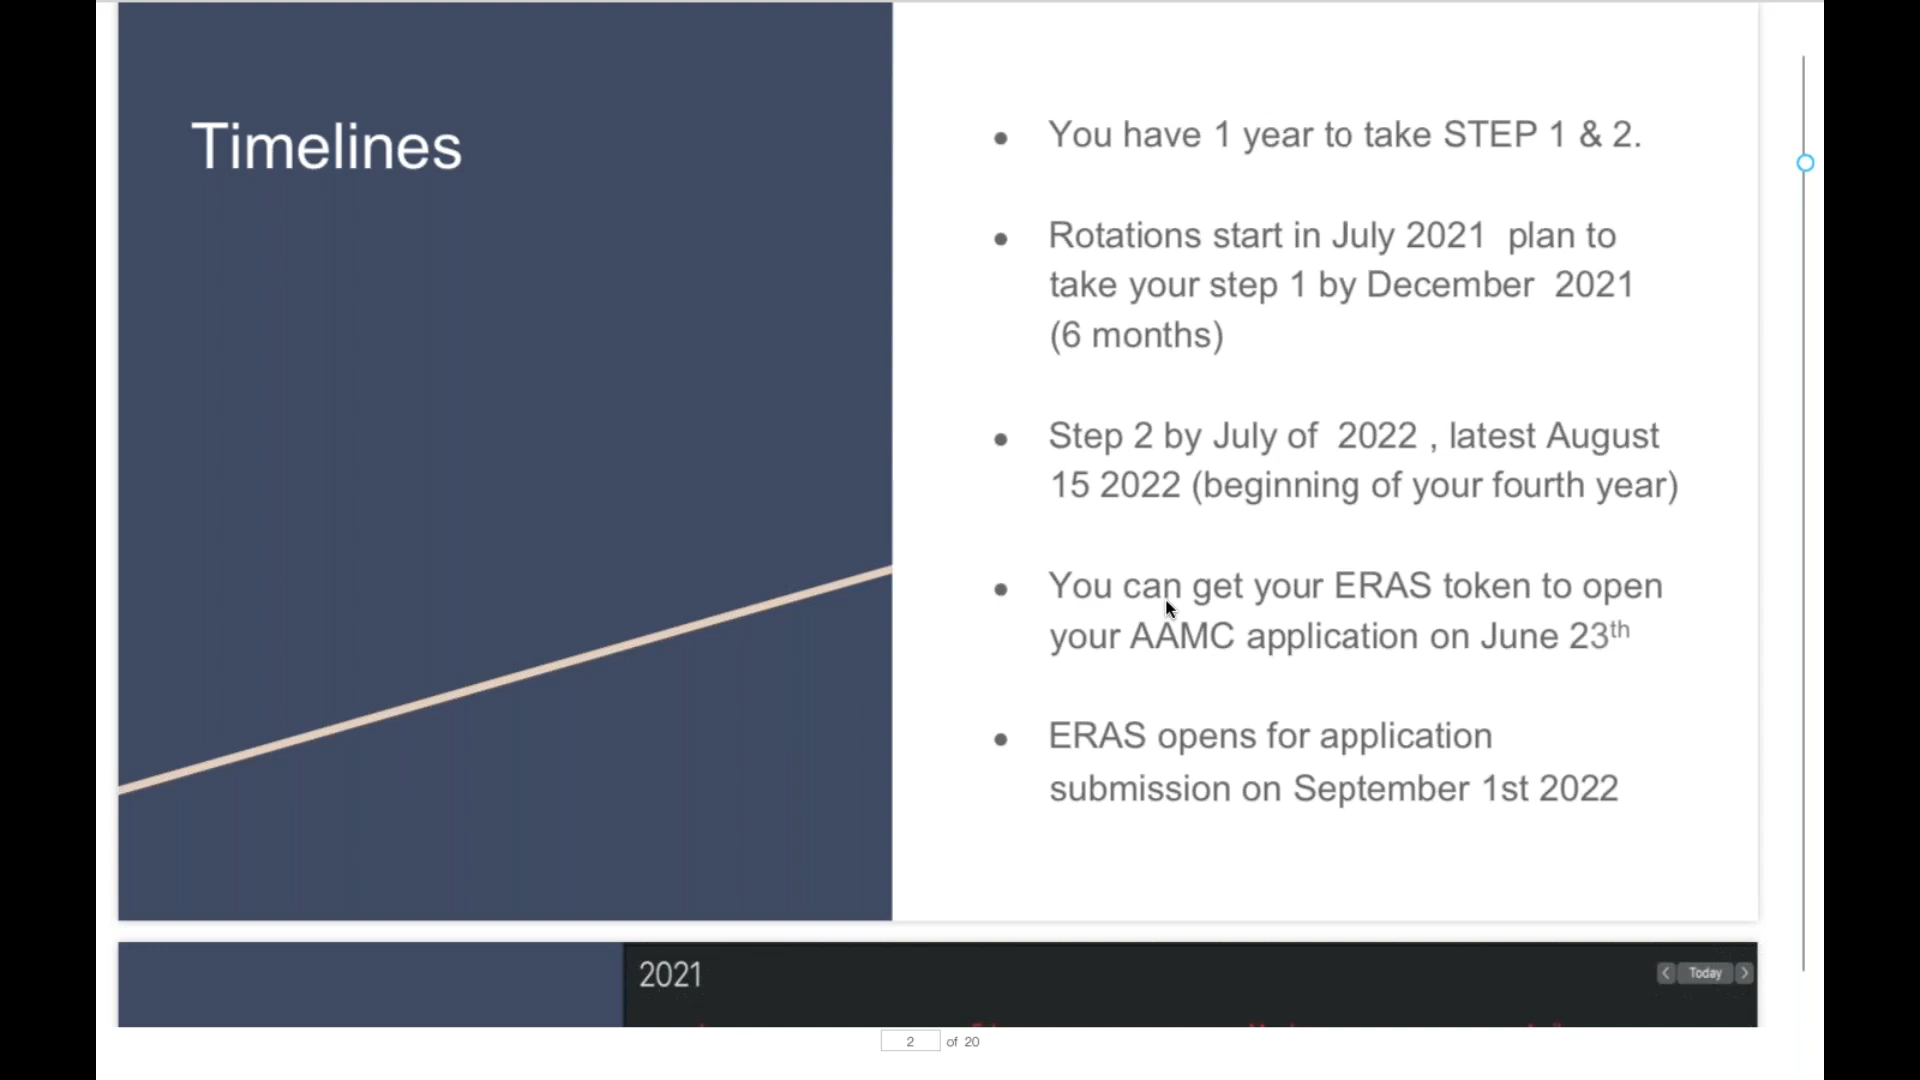 Timelines
You have 1 year to take STEP 1 & 2.
Rotations start in July 2021 plan to
take your step 1 by December 2021
(6 months)
Step 2 by July of 2022 , latest August
15 2022 (beginning of your fourth year)
You can get your ERAS token to open
your AAMC application on June 23th
ERAS opens for application
submission on September 1st 2022
2021
Today
2 of 20